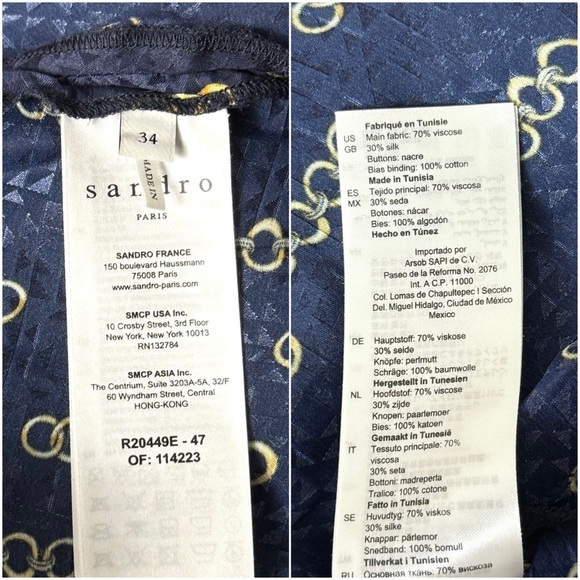 34
MADE IN
sandro
PARIS
SANDRO FRANCE
150 boulevard Haussmann
75008 Paris
www.sandro-paris.com
SMCP USA Inc.
10 Crosby Street, 3rd Floor
New York, New York 10013
RN132784
SMCP ASIA Inc.
The Centrium, Suite 3203A-5A, 32/F
60 Wyndham Street, Central
HONG-KONG
R20449E - 47
OF: 114223
Fabriqué en Tunisie
US Main fabric: 70% viscose
GB 30% silk
Buttons: nacre
Bias binding: 100% cotton
Made in Tunisia
ES Tejido principal: 70% viscosa
MX 30% seda
Botones: nácar
Bies: 100% algodón
Hecho en Túnez
Importado por
Arsob SAPI de C.V.
Paseo de la Reforma No. 2076
Int. A C.P. 11000
Col. Lomas de Chapultepec I Sección
Del. Miguel Hidalgo, Ciudad de México
Mexico
DE Hauptstoff: 70% viskose
30% seide
Knöpfe: perlmutt
Schräge: 100% baumwolle
Hergestellt in Tunesien
NL Hoofdstof: 70% viscose
30% zijde
Knopen: paarlemoer
Bies: 100% katoen
Gemaakt in Tunesië
IT Tessuto principale: 70%
viscosa
30% seta
Bottoni: madreperla
Tralice: 100% cotone
Fatto in Tunisia
SE Huvudtyg: 70% viskos
30% silke
Knappar: pärlemor
Snedband: 100% bomull
Tillverkat i Tunisien
RU Основная ткань: 70% вискоза